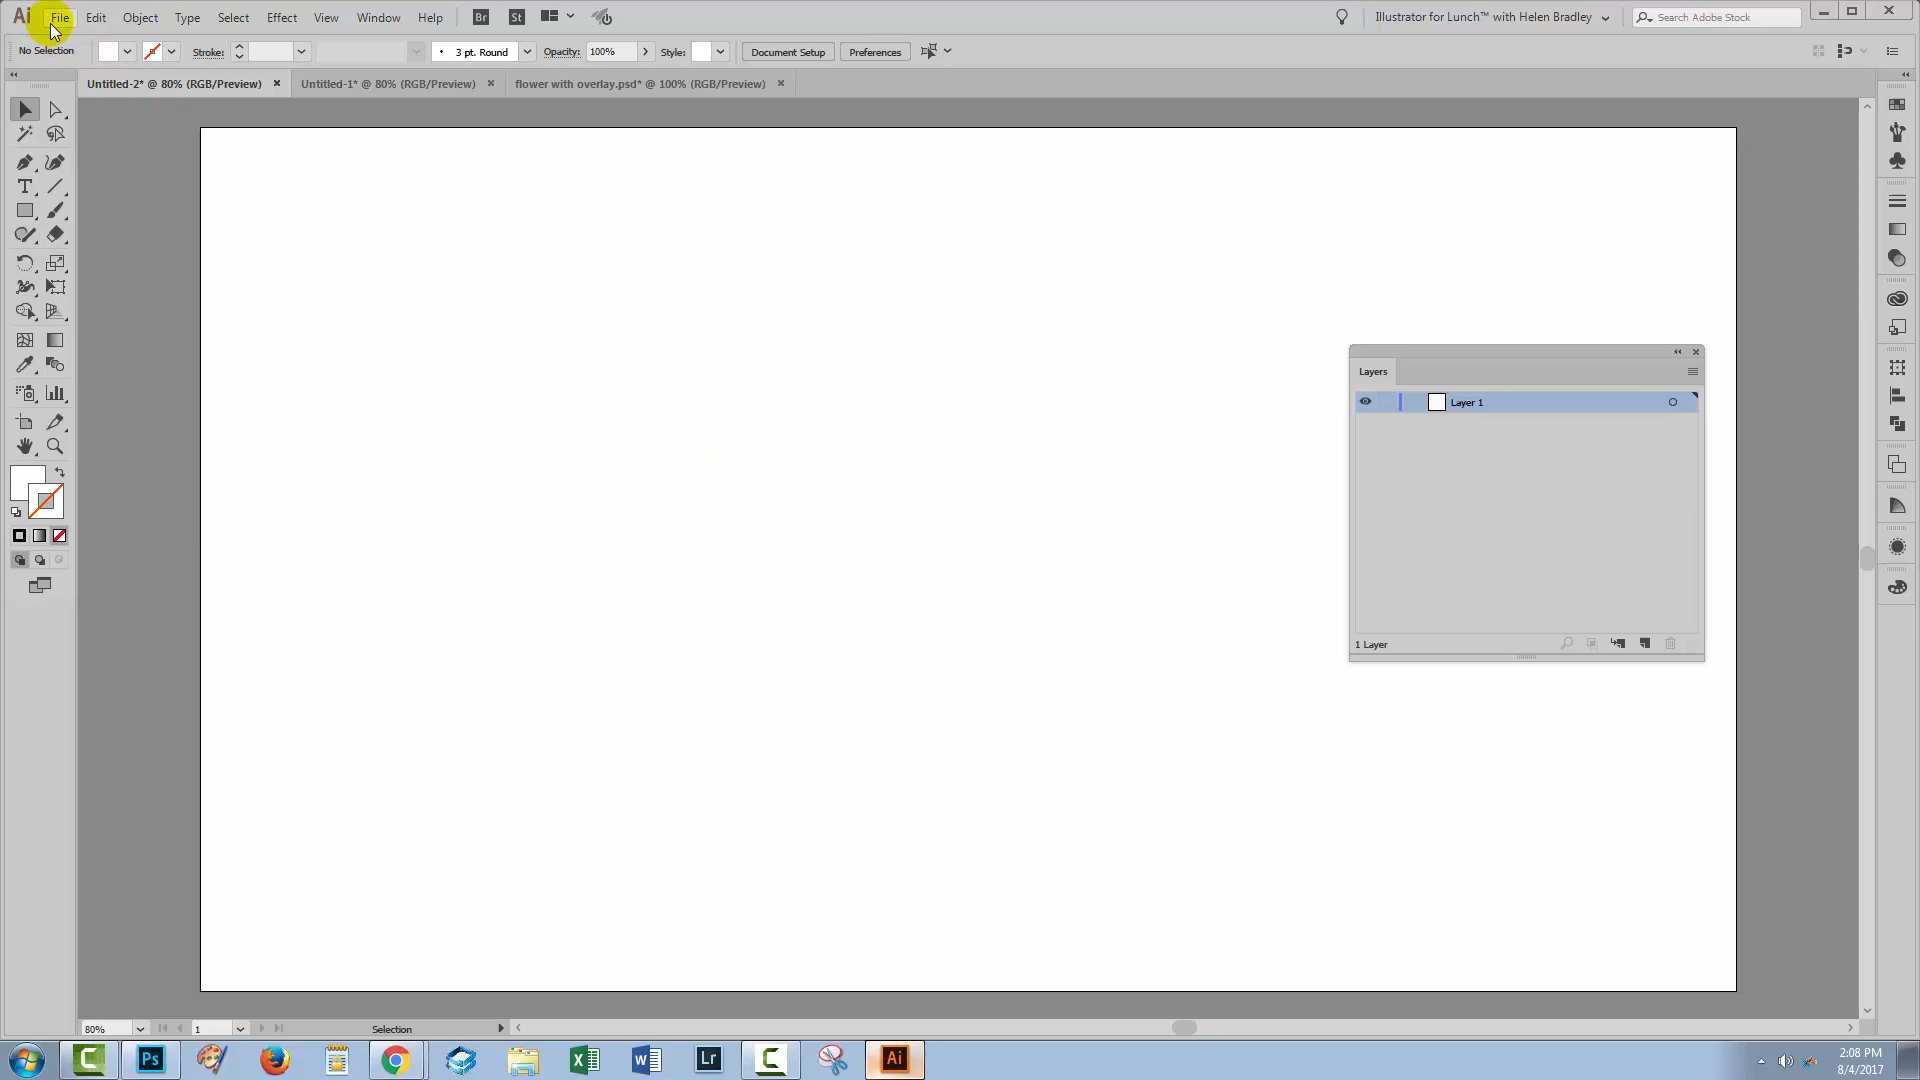 Ai File Edit Object Type Select Effect View Window Help Br St Illustrator for Lunch™ with Helen Bradley Search Adobe Stock
No Selection Stroke: 3 pt. Round Opacity: 100% Style: Document Setup Preferences
Untitled-2* @ 80% (RGB/Preview) Untitled-1* @ 80% (RGB/Preview) flower with overlay.psd* @ 100% (RGB/Preview)
Layers
Layer 1
1 Layer
80% 1 Selection
Ps Lr Ai 2:08 PM
8/4/2017